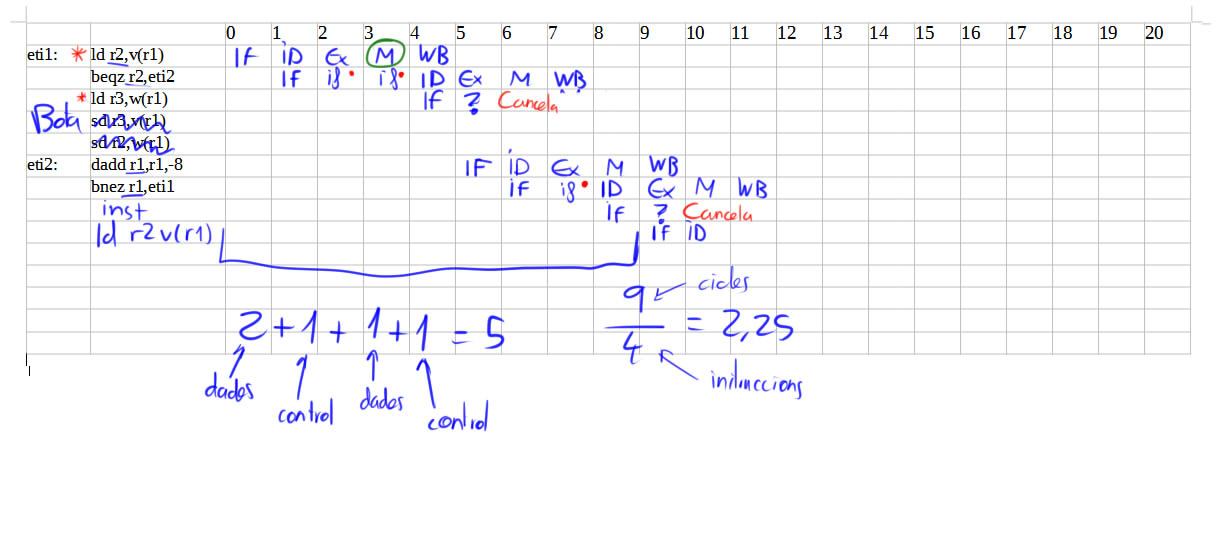 0 1 2 3 4 5 6 7 8 9 10 11 12 13 14 15 16 17 18 19 20
eti1: * ld r2,v(r1) IF ID Ex M WB
beqz r2,eti2 IF if if ID Ex M WB
* ld r3,w(r1) IF ? Cancela
Bota sd r3,v(r1)
sd r2,w(r1)
eti2: dadd r1,r1,-8 IF ID Ex M WB
bnez r1,eti1 IF if ID Ex M WB
inst IF ? Cancela
ld r2 v(r1) IF ID
2+1+1+1=5
dados
control
dados
control
9 ciclos
4 = 2,25